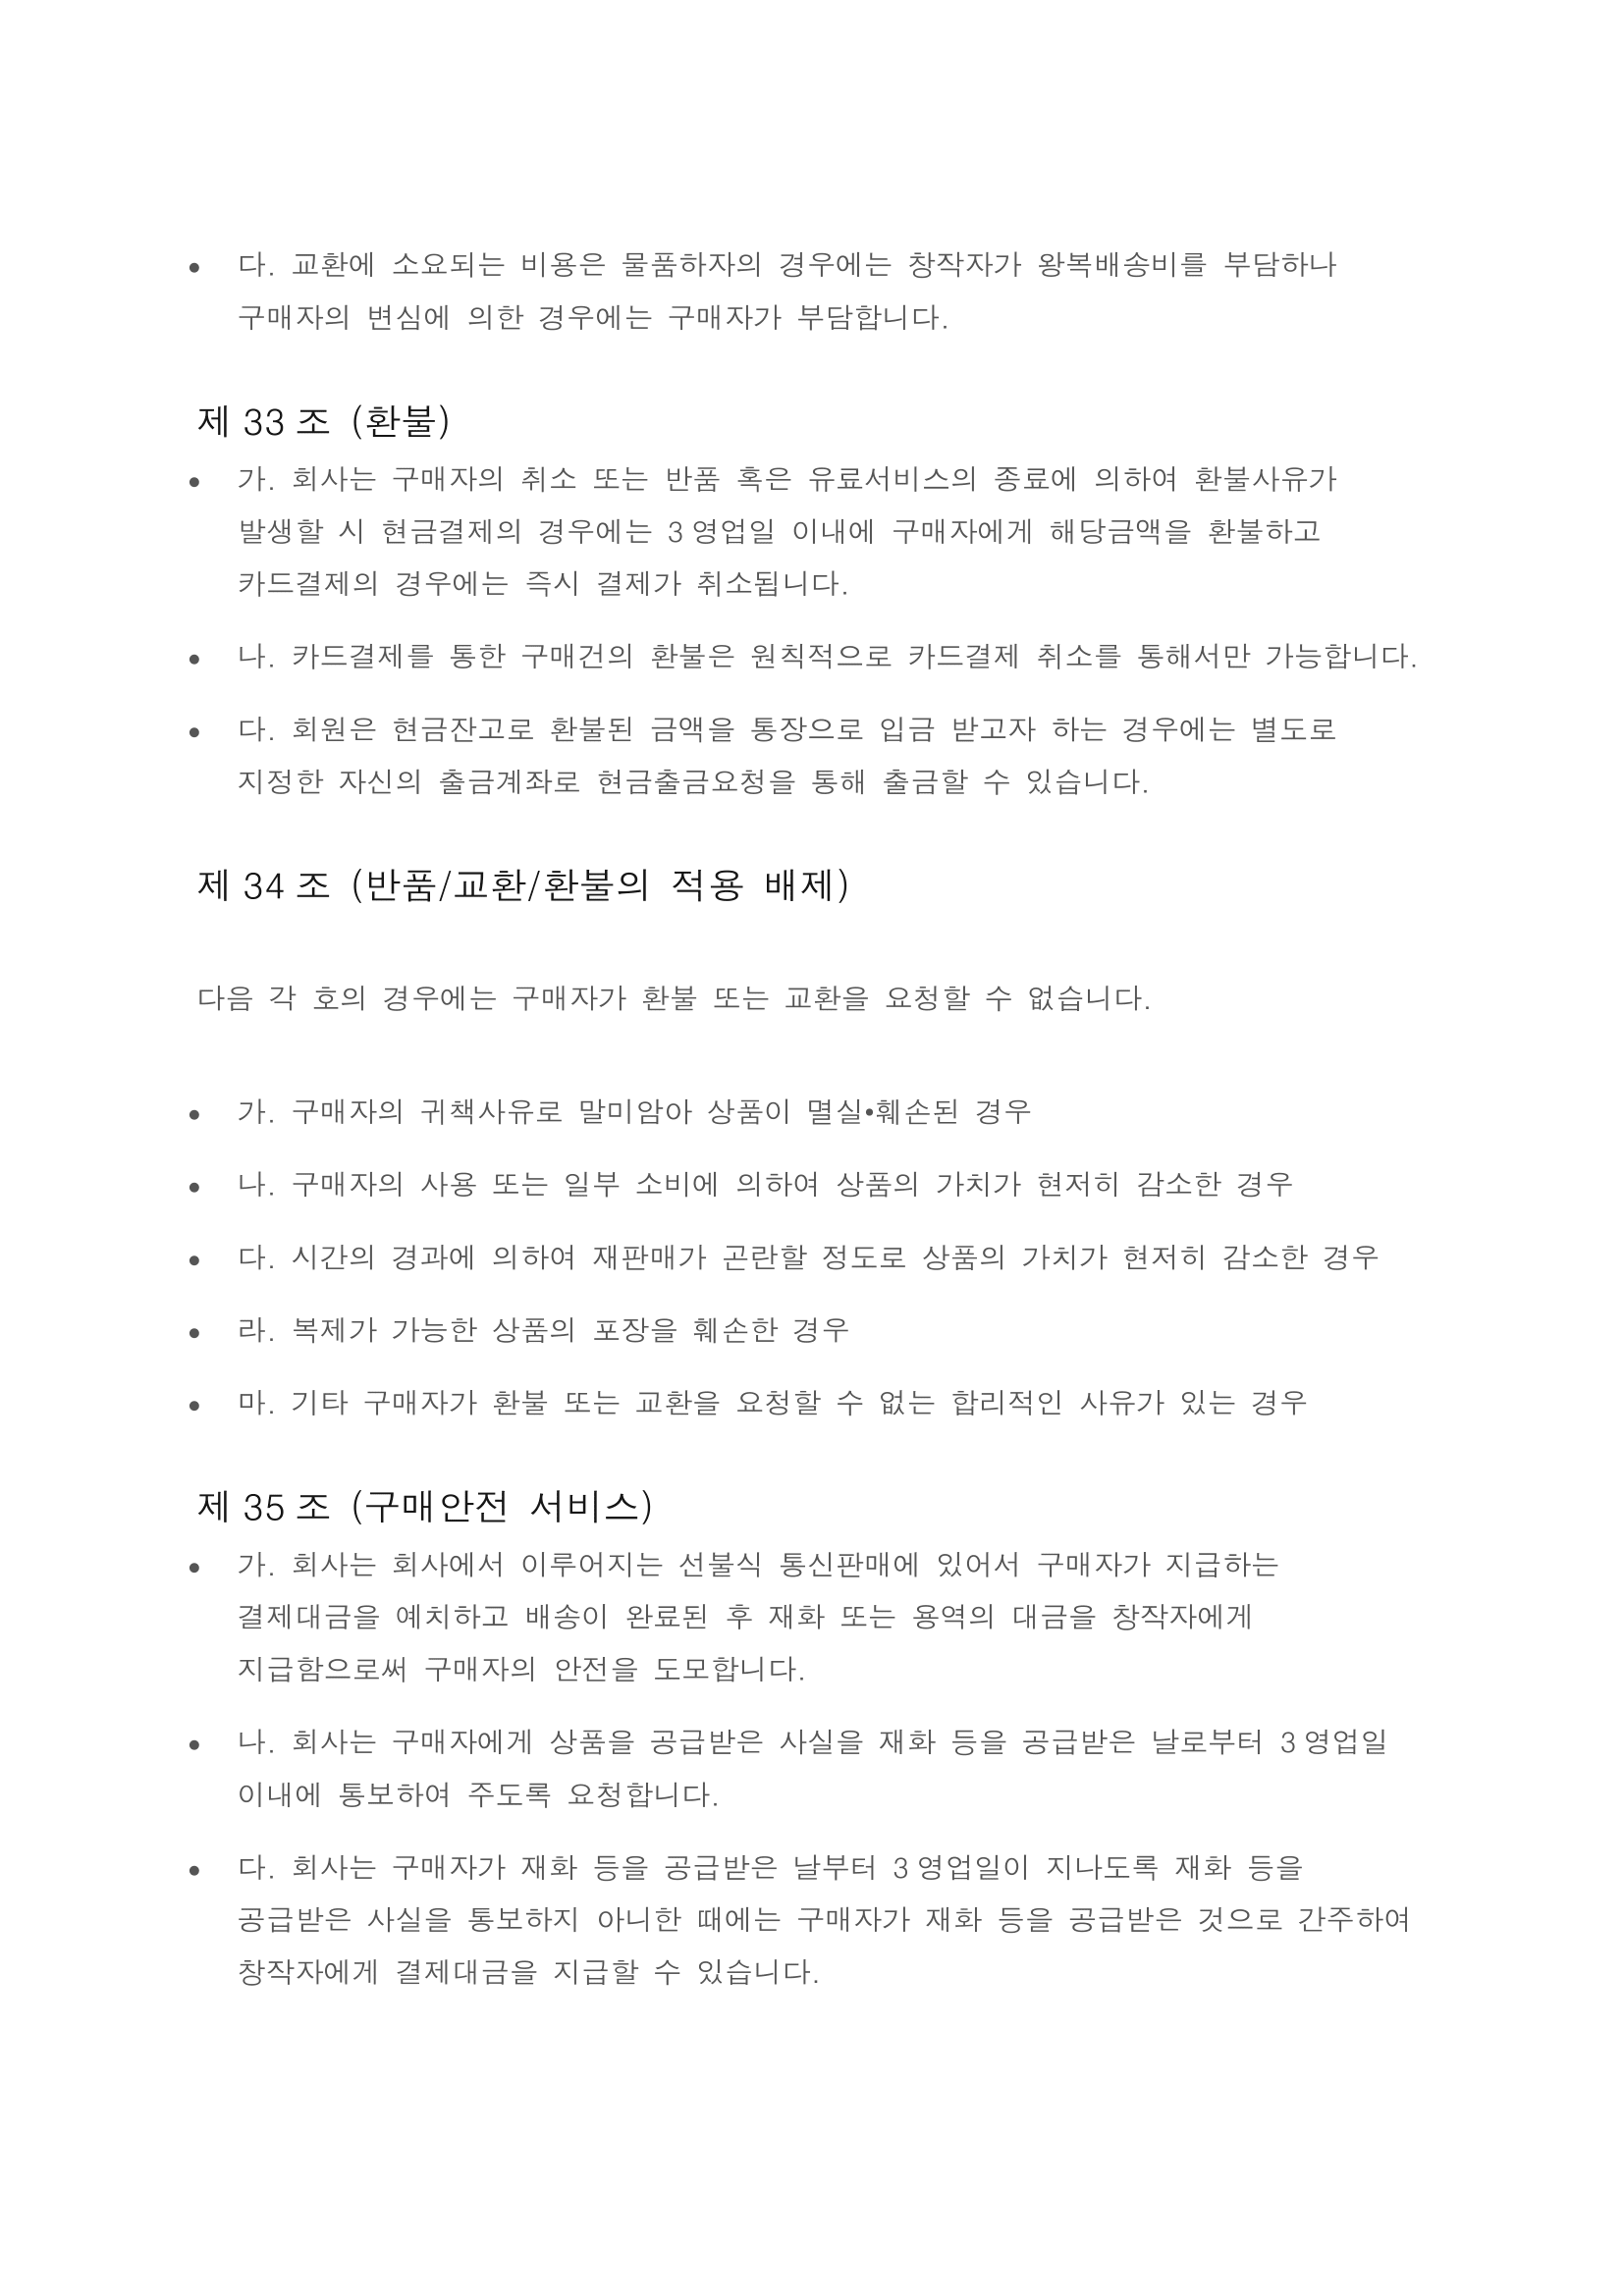 • 다. 교환에 소요되는 비용은 물품하자의 경우에는 창작자가 왕복배송비를 부담하나
구매자의 변심에 의한 경우에는 구매자가 부담합니다.
제 33 조 (환불)
• 가. 회사는 구매자의 취소 또는 반품 혹은 유료서비스의 종료에 의하여 환불사유가
발생할 시 현금결제의 경우에는 3 영업일 이내에 구매자에게 해당금액을 환불하고
카드결제의 경우에는 즉시 결제가 취소됩니다.
• 나. 카드결제를 통한 구매건의 환불은 원칙적으로 카드결제 취소를 통해서만 가능합니다.
• 다. 회원은 현금잔고로 환불된 금액을 통장으로 입금 받고자 하는 경우에는 별도로
지정한 자신의 출금계좌로 현금출금요청을 통해 출금할 수 있습니다.
제 34 조 (반품/교환/환불의 적용 배제)
다음 각 호의 경우에는 구매자가 환불 또는 교환을 요청할 수 없습니다.
• 가. 구매자의 귀책사유로 말미암아 상품이 멸실•훼손된 경우
• 나. 구매자의 사용 또는 일부 소비에 의하여 상품의 가치가 현저히 감소한 경우
• 다. 시간의 경과에 의하여 재판매가 곤란할 정도로 상품의 가치가 현저히 감소한 경우
• 라. 복제가 가능한 상품의 포장을 훼손한 경우
• 마. 기타 구매자가 환불 또는 교환을 요청할 수 없는 합리적인 사유가 있는 경우
제 35 조 (구매안전 서비스)
• 가. 회사는 회사에서 이루어지는 선불식 통신판매에 있어서 구매자가 지급하는
결제대금을 예치하고 배송이 완료된 후 재화 또는 용역의 대금을 창작자에게
지급함으로써 구매자의 안전을 도모합니다.
• 나. 회사는 구매자에게 상품을 공급받은 사실을 재화 등을 공급받은 날로부터 3 영업일
이내에 통보하여 주도록 요청합니다.
• 다. 회사는 구매자가 재화 등을 공급받은 날부터 3 영업일이 지나도록 재화 등을
공급받은 사실을 통보하지 아니한 때에는 구매자가 재화 등을 공급받은 것으로 간주하여
창작자에게 결제대금을 지급할 수 있습니다.